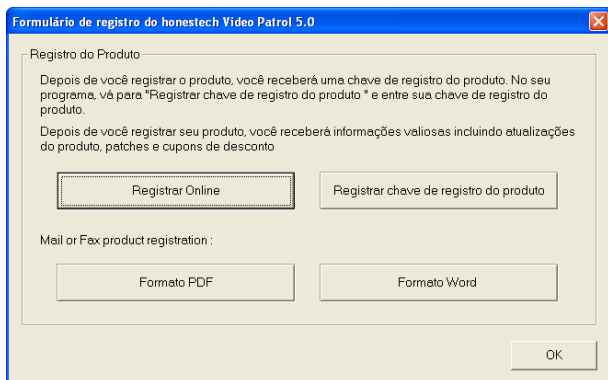 Formulário de registro do honestech Video Patrol 5.0
Registro do Produto
Depois de você registrar o produto, você receberá uma chave de registro do produto. No seu
programa, vá para "Registrar chave de registro do produto " e entre sua chave de registro do
produto.
Depois de você registrar seu produto, você receberá informações valiosas incluindo atualizações
do produto, patches e cupons de desconto
Registrar Online
Registrar chave de registro do produto
Mail or Fax product registration :
Formato PDF
Formato Word
OK